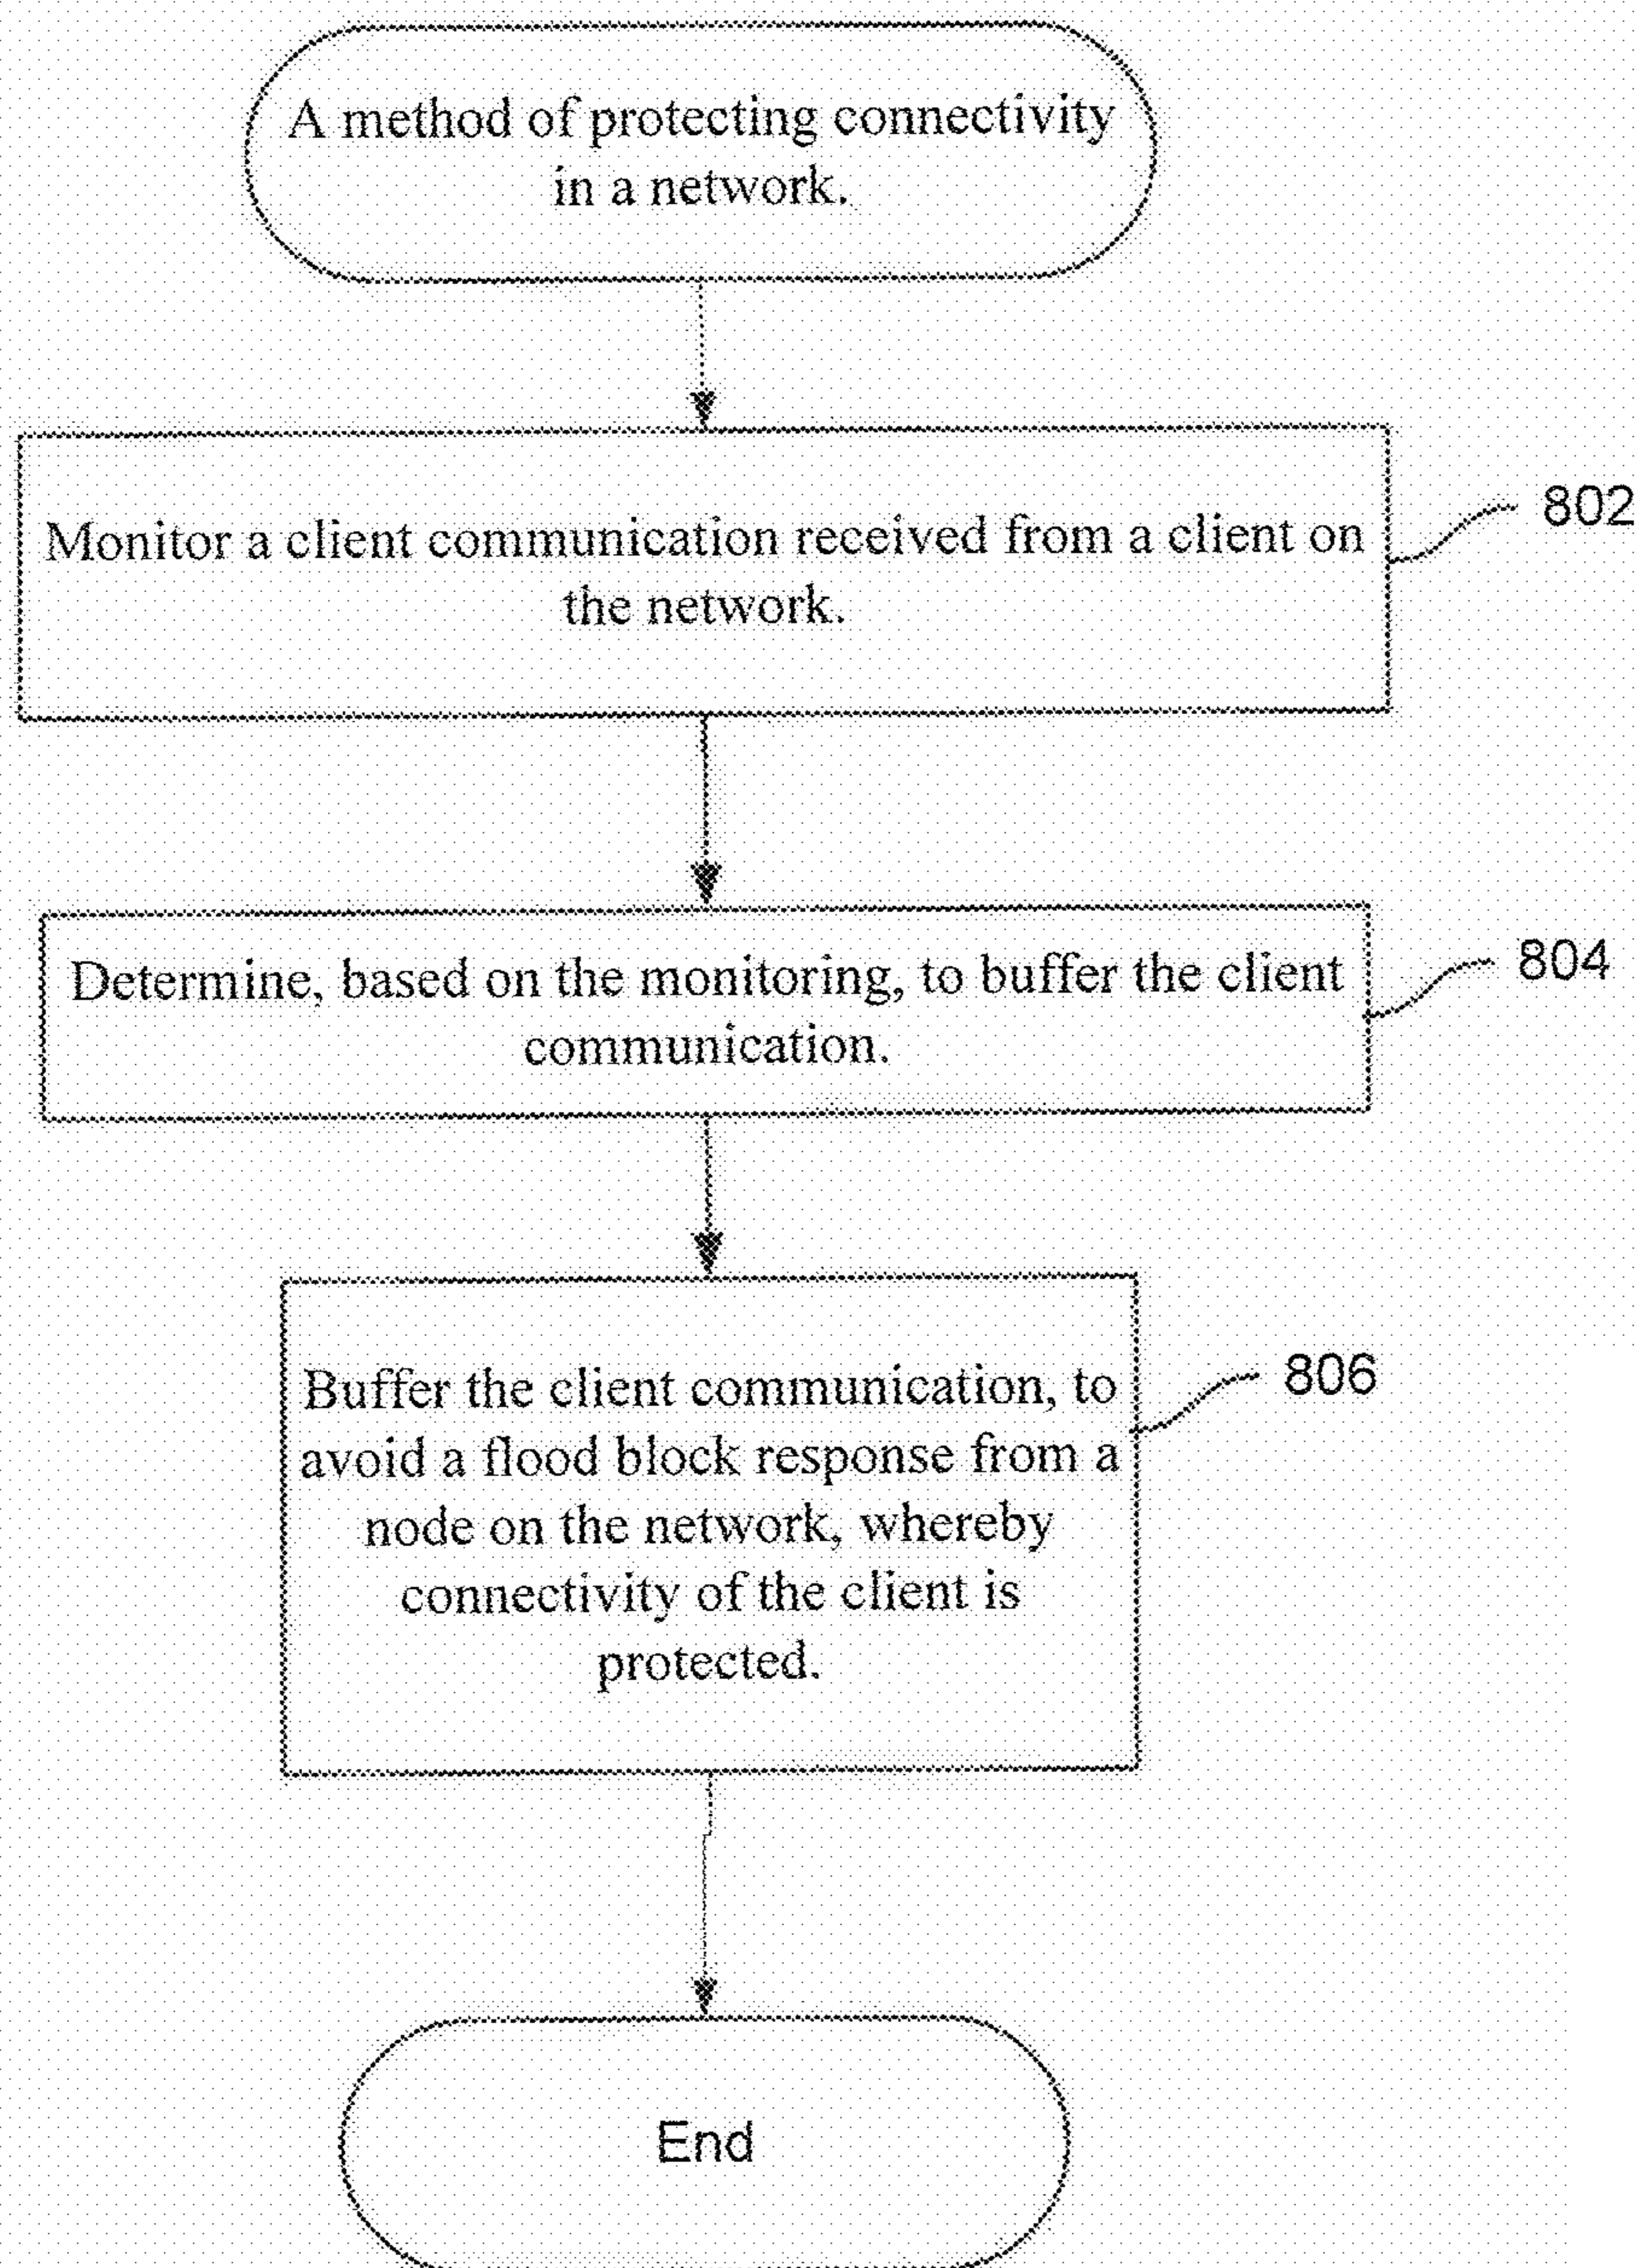 A method of protecting connectivity
in a network.
Monitor a client communication received from a client on
the network.
802
Determine, based on the monitoring, to buffer the client
communication.
804
Buffer the client communication, to
avoid a flood block response from a
node on the network, whereby
connectivity of the client is
protected.
806
End